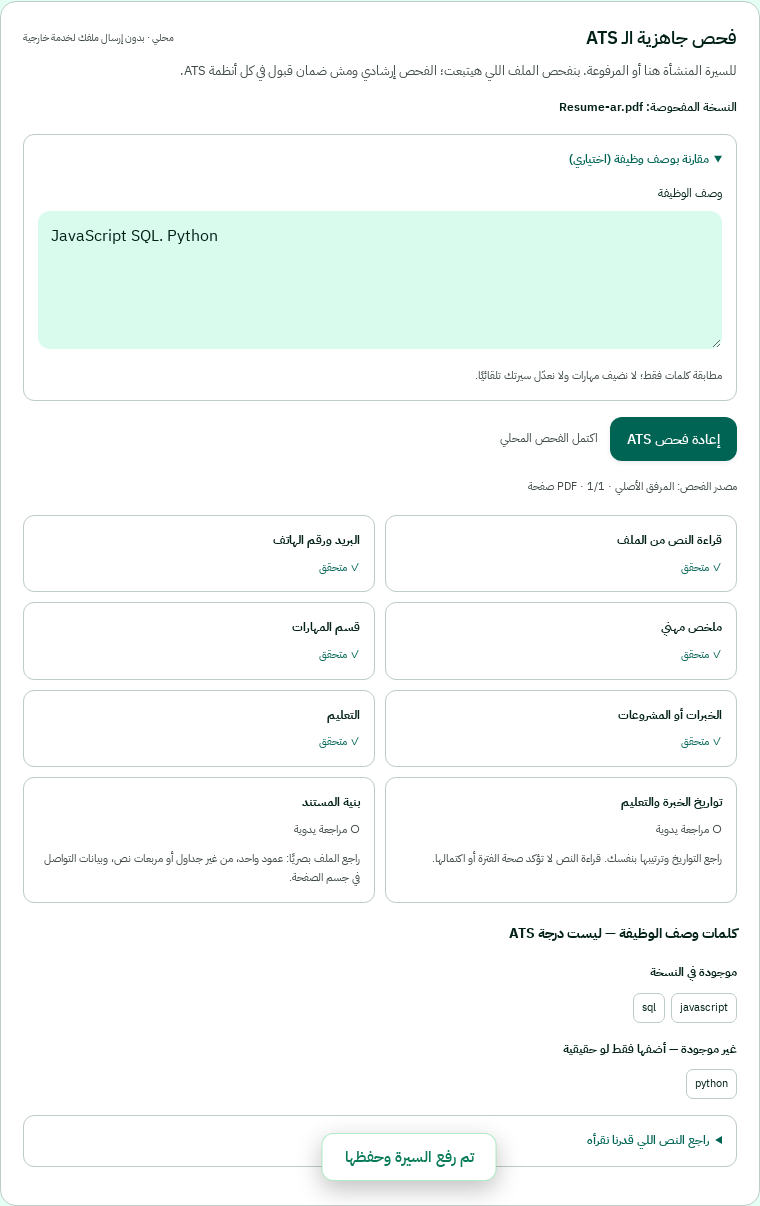 فحص جاهزية الـ ATS
محلي · بدون إرسال ملفك لخدمة خارجية
للسيرة المنشأة هنا أو المرفوعة. بنفحص الملف اللي هيتبعت؛ الفحص إرشادي ومش ضمان قبول في كل أنظمة ATS.
النسخة المفحوصة: Resume-ar.pdf
▼ مقارنة بوصف وظيفة (اختياري)
وصف الوظيفة
JavaScript SQL. Python
مطابقة كلمات فقط؛ لا نضيف مهارات ولا نعدّل سيرتك تلقائيًا.
إعادة فحص ATS
اكتمل الفحص المحلي
مصدر الفحص: المرفق الأصلي · PDF · 1/1 صفحة
قراءة النص من الملف
✓ متحقق
البريد ورقم الهاتف
✓ متحقق
ملخص مهني
✓ متحقق
قسم المهارات
✓ متحقق
الخبرات أو المشروعات
✓ متحقق
التعليم
✓ متحقق
تواريخ الخبرة والتعليم
○ مراجعة يدوية
راجع التواريخ وترتيبها بنفسك. قراءة النص لا تؤكد صحة الفترة أو اكتمالها.
بنية المستند
○ مراجعة يدوية
راجع الملف بصريًا: عمود واحد، من غير جداول أو مربعات نص، وبيانات التواصل
في جسم الصفحة.
كلمات وصف الوظيفة — ليست درجة ATS
موجودة في النسخة
javascript
sql
غير موجودة — أضفها فقط لو حقيقية
python
◀ راجع النص اللي قدرنا نقرأه
تم رفع السيرة وحفظها